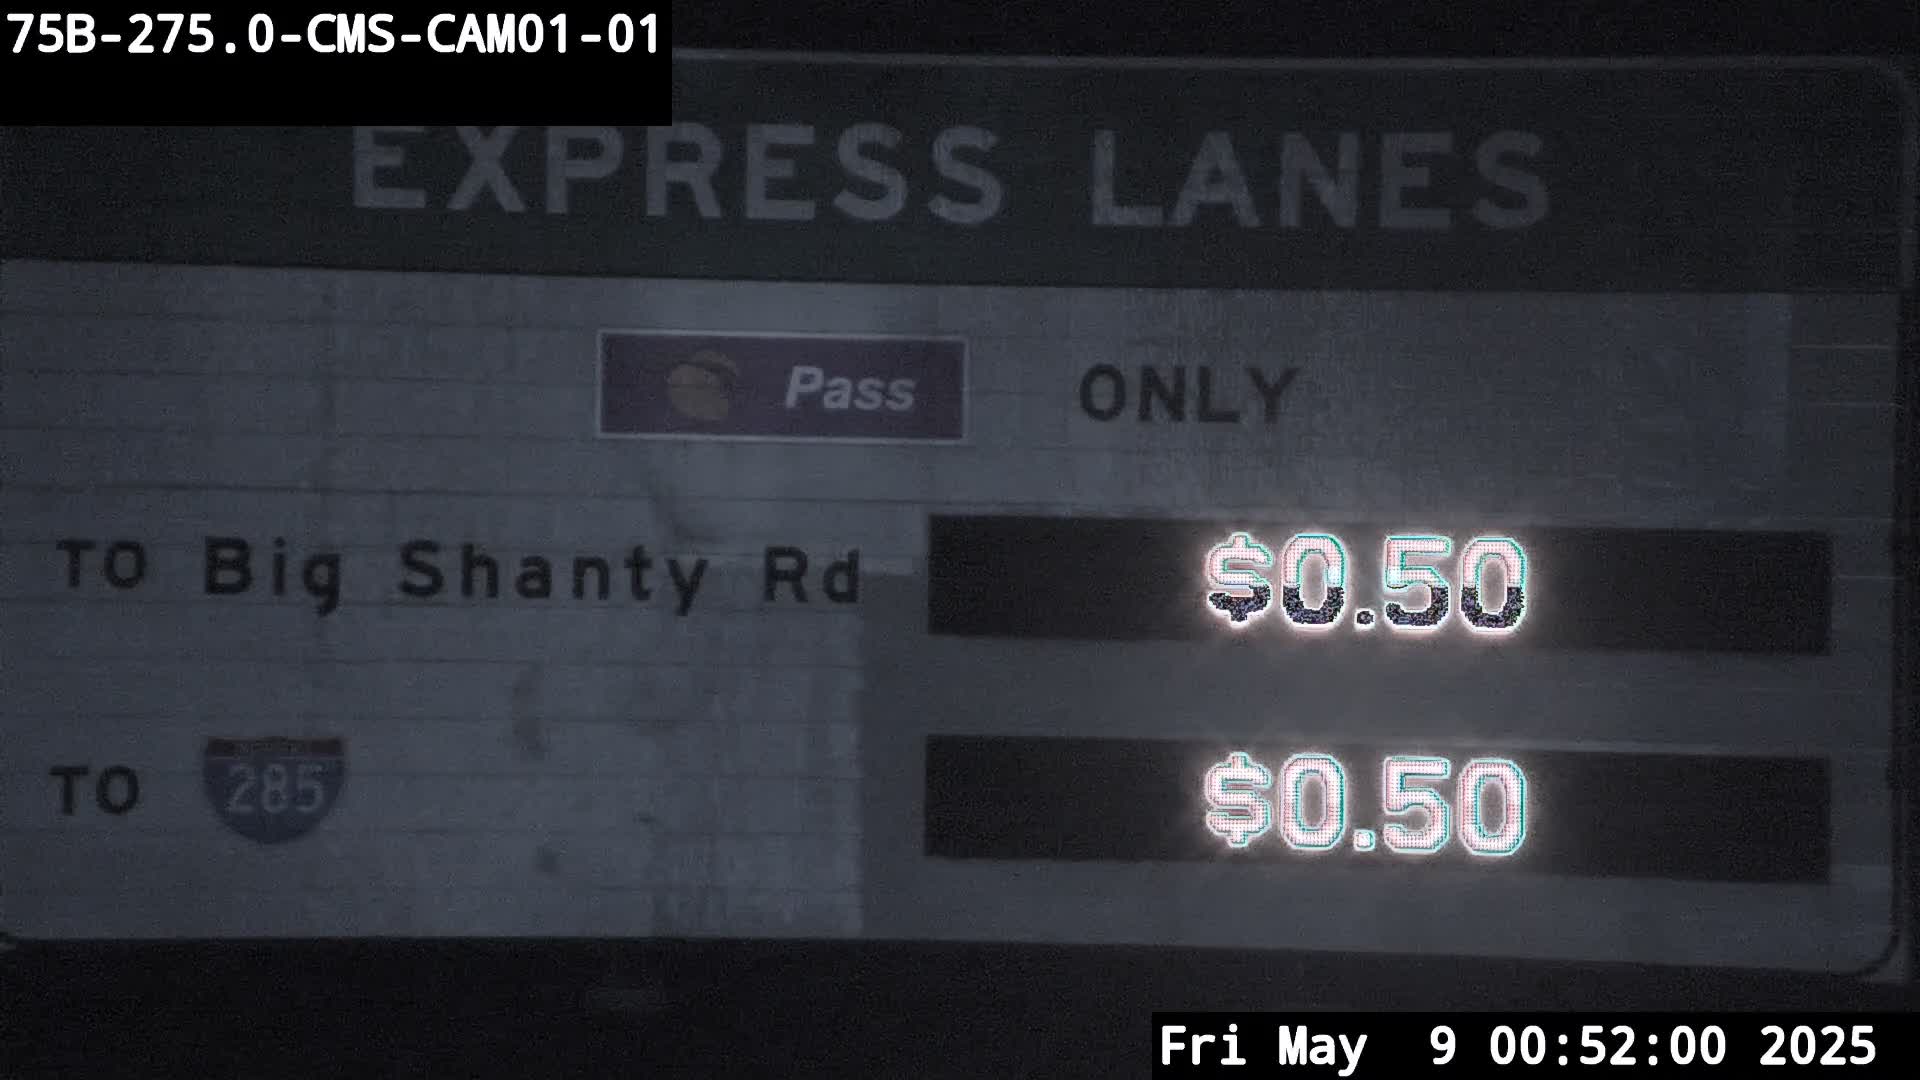 75B-275.0-CMS-CAM01-01
EXPRESS LANES
Pass ONLY
TO Big Shanty Rd $0.50
TO 285 $0.50
Fri May 9 00:52:00 2025